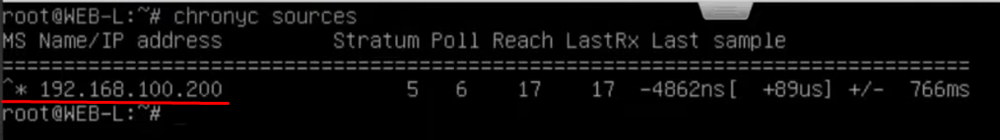 root@WEB-L:~# chronyc sources
MS Name/IP address         Stratum Poll Reach LastRx Last sample
===============================================================================
^* 192.168.100.200               5   6    17    17  -4862ns[  +89us] +/-  766ms
root@WEB-L:~# _